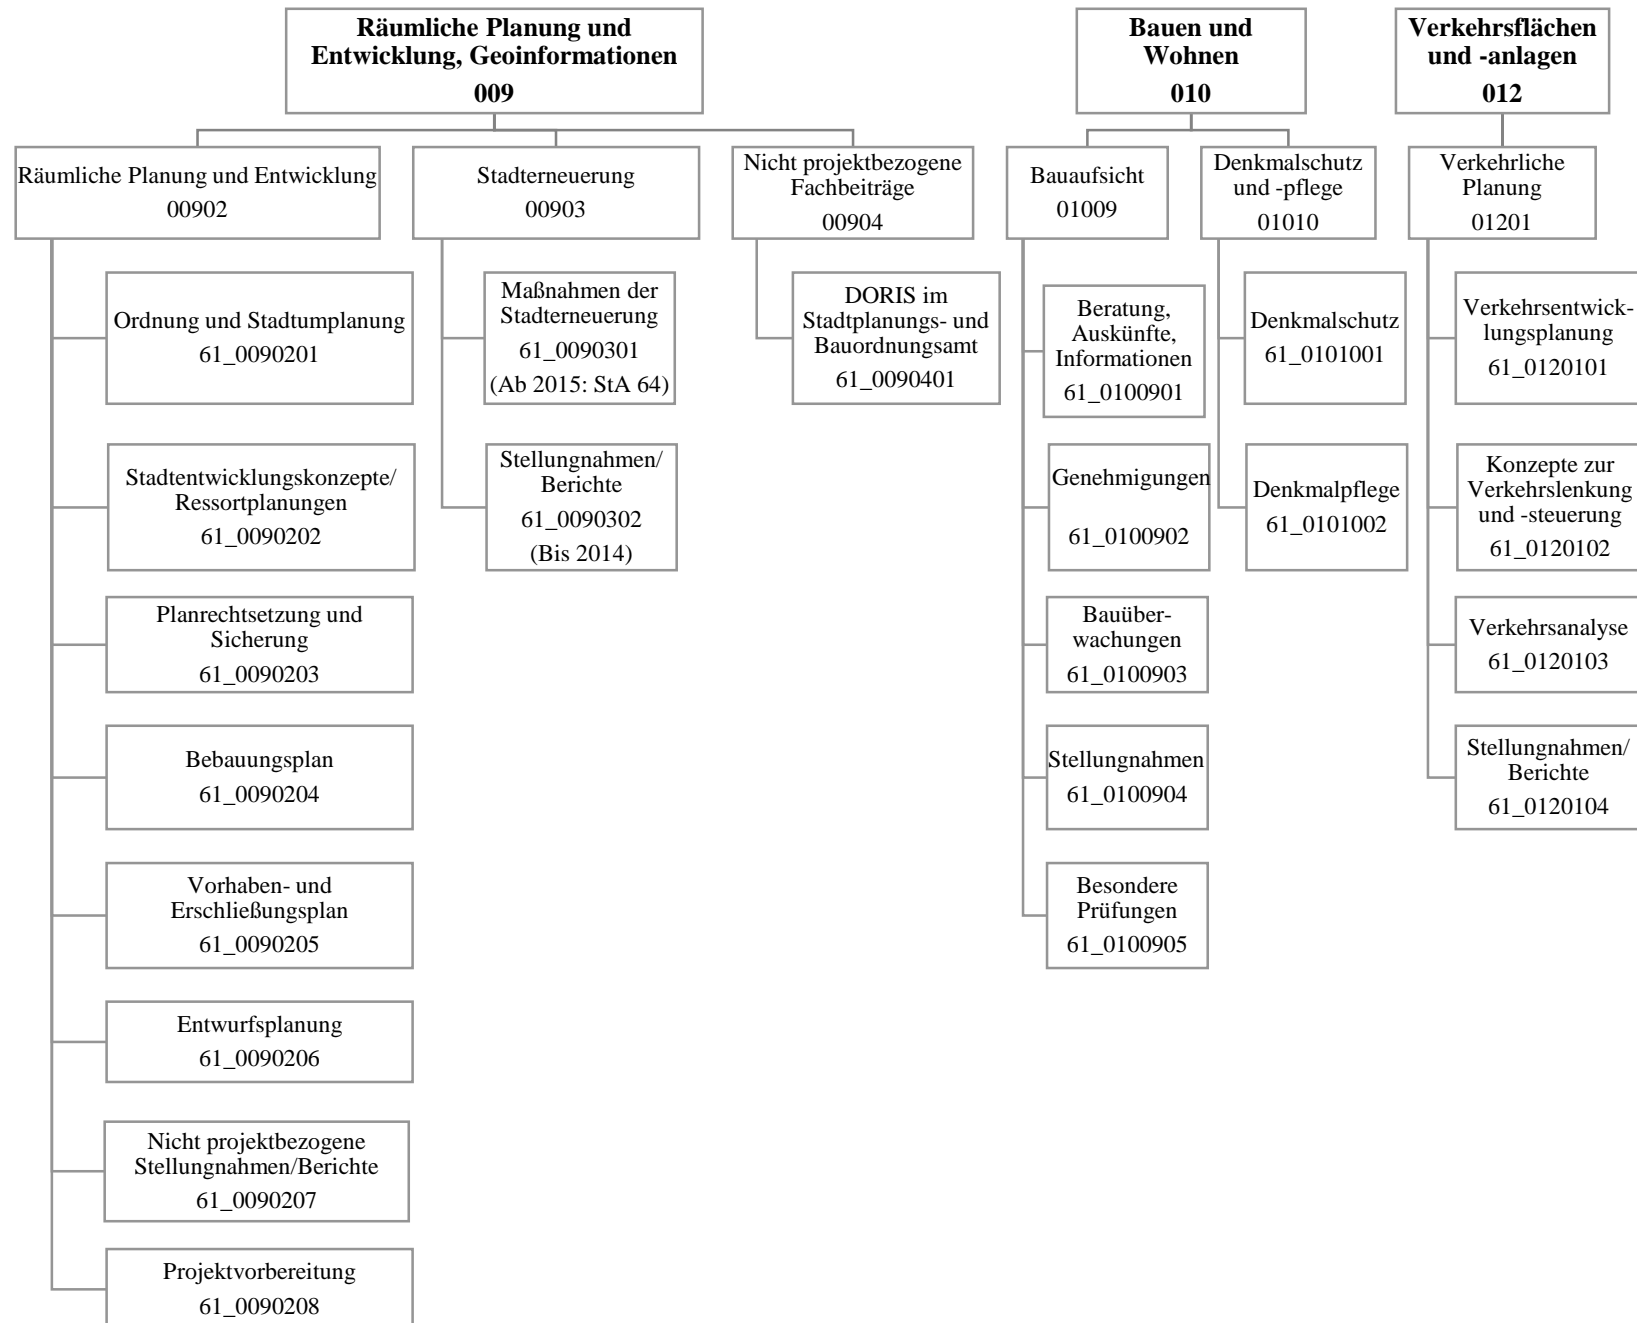 Räumliche Planung und
Entwicklung, Geoinformationen
009
Bauen und
Wohnen
010
Verkehrsflächen
und -anlagen
012
Räumliche Planung und Entwicklung
00902
Stadterneuerung
00903
Nicht projektbezogene
Fachbeiträge
00904
Bauaufsicht
01009
Denkmalschutz
und -pflege
01010
Verkehrliche
Planung
01201
Ordnung und Stadtumplanung
61_0090201
Stadtentwicklungskonzepte/
Ressortplanungen
61_0090202
Planrechtsetzung und
Sicherung
61_0090203
Bebauungsplan
61_0090204
Vorhaben- und
Erschließungsplan
61_0090205
Entwurfsplanung
61_0090206
Nicht projektbezogene
Stellungnahmen/Berichte
61_0090207
Projektvorbereitung
61_0090208
Maßnahmen der
Stadterneuerung
61_0090301
(Ab 2015: StA 64)
Stellungnahmen/
Berichte
61_0090302
(Bis 2014)
DORIS im
Stadtplanungs- und
Bauordnungsamt
61_0090401
Beratung,
Auskünfte,
Informationen
61_0100901
Genehmigungen
61_0100902
Bauüber-
wachungen
61_0100903
Stellungnahmen
61_0100904
Besondere
Prüfungen
61_0100905
Denkmalschutz
61_0101001
Denkmalpflege
61_0101002
Verkehrsentwick-
lungsplanung
61_0120101
Konzepte zur
Verkehrslenkung
und -steuerung
61_0120102
Verkehrsanalyse
61_0120103
Stellungnahmen/
Berichte
61_0120104